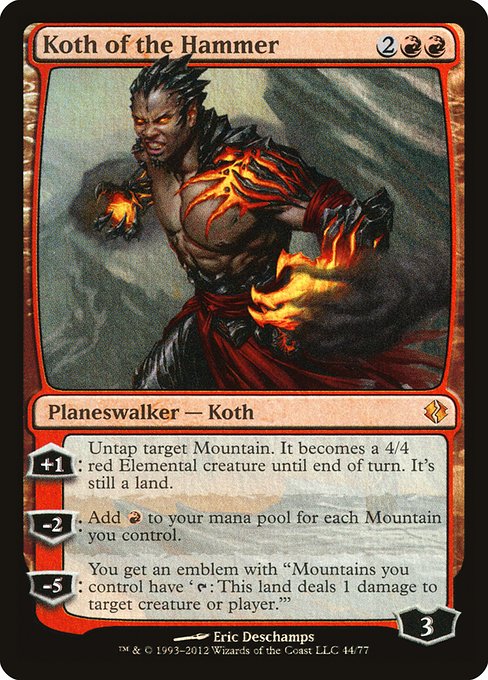 Koth of the Hammer 2
Planeswalker — Koth
Untap target Mountain. It becomes a 4/4
+1: red Elemental creature until end of turn. It's
still a land.
-2: Add to your mana pool for each Mountain
you control.
You get an emblem with “Mountains you
-5: control have ‘: This land deals 1 damage to
target creature or player.’”
3
Eric Deschamps
™ & © 1993–2012 Wizards of the Coast LLC 44/77